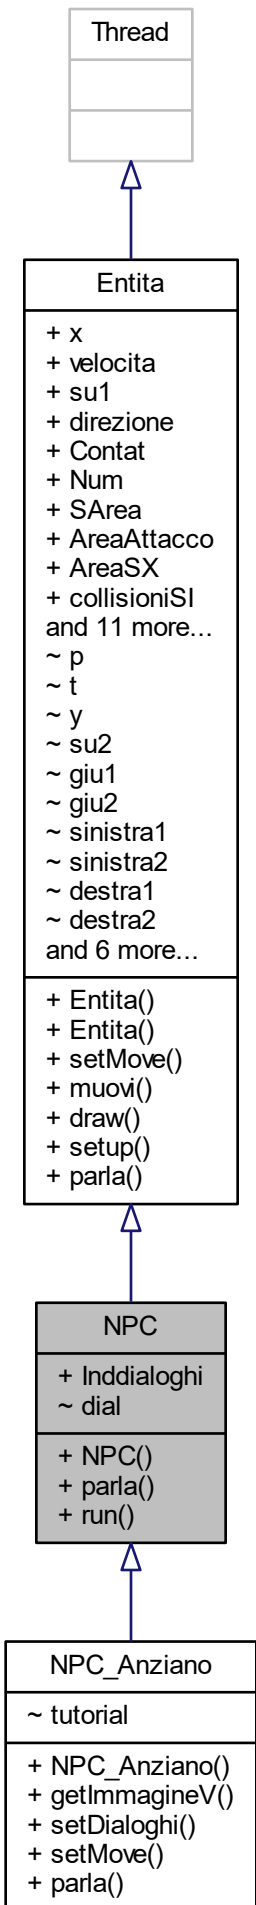 Thread
Entita
+ x
+ velocita
+ su1
+ direzione
+ Contat
+ Num
+ SArea
+ AreaAttacco
+ AreaSX
+ collisioniSI
and 11 more...
~ p
~ t
~ y
~ su2
~ giu1
~ giu2
~ sinistra1
~ sinistra2
~ destra1
~ destra2
and 6 more...
+ Entita()
+ Entita()
+ setMove()
+ muovi()
+ draw()
+ setup()
+ parla()
NPC
+ Inddialoghi
~ dial
+ NPC()
+ parla()
+ run()
NPC_Anziano
~ tutorial
+ NPC_Anziano()
+ getImmagineV()
+ setDialoghi()
+ setMove()
+ parla()